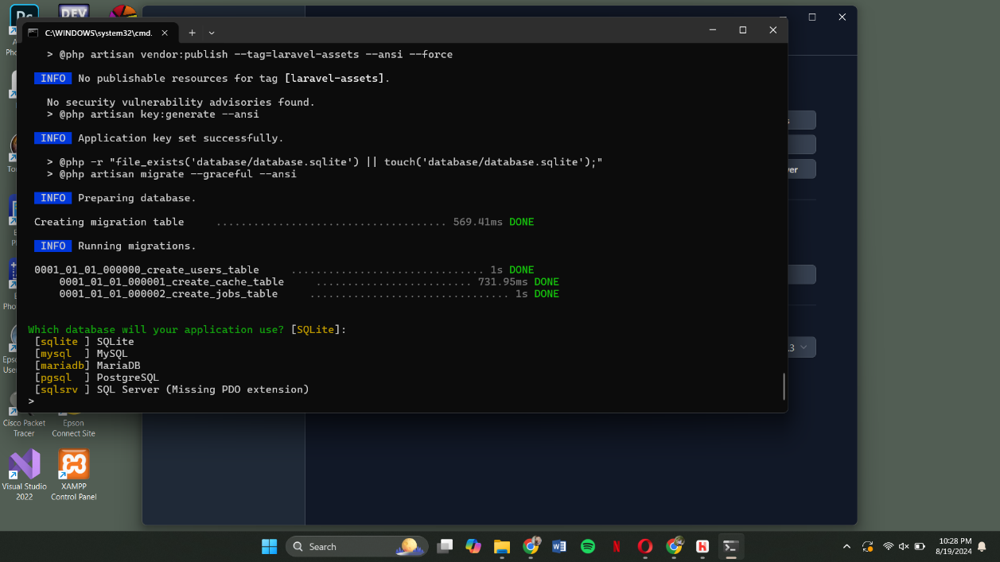 C:\WINDOWS\system32\cmd.
> @php artisan vendor:publish --tag=laravel-assets --ansi --force
INFO No publishable resources for tag [laravel-assets].
No security vulnerability advisories found.
> @php artisan key:generate --ansi
INFO Application key set successfully.
> @php -r "file_exists('database/database.sqlite') || touch('database/database.sqlite');"
> @php artisan migrate --graceful --ansi
INFO Preparing database.
Creating migration table ..................................... 569.41ms DONE
INFO Running migrations.
0001_01_01_000000_create_users_table ............................... 1s DONE
0001_01_01_000001_create_cache_table ......................... 731.95ms DONE
0001_01_01_000002_create_jobs_table ................................ 1s DONE
Which database will your application use? [SQLite]:
[sqlite ] SQLite
[mysql ] MySQL
[mariadb] MariaDB
[pgsql ] PostgreSQL
[sqlsrv ] SQL Server (Missing PDO extension)
>
DEV
Cisco Packet
Tracer
Epson
Connect Site
Visual Studio
2022
XAMPP
Control Panel
Search
10:28 PM
8/19/2024